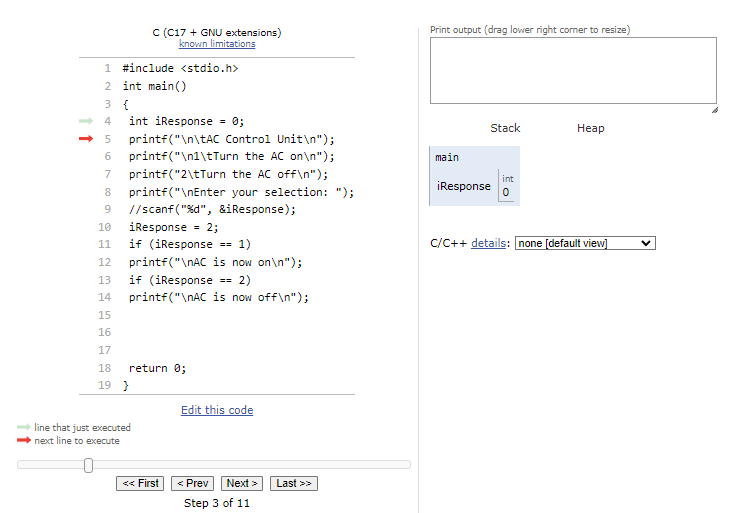 C (C17 + GNU extensions)
known limitations
1 #include <stdio.h>
2 int main()
3 {
4 int iResponse = 0;
5 printf("\n\tAC Control Unit\n");
6 printf("\n1\tTurn the AC on\n");
7 printf("2\tTurn the AC off\n");
8 printf("\nEnter your selection: ");
9 //scanf("%d", &iResponse);
10 iResponse = 2;
11 if (iResponse == 1)
12 printf("\nAC is now on\n");
13 if (iResponse == 2)
14 printf("\nAC is now off\n");
15
16
17
18 return 0;
19 }
Edit this code
line that just executed
next line to execute
<< First < Prev Next > Last >>
Step 3 of 11
Print output (drag lower right corner to resize)
Stack Heap
main
iResponse int
0
C/C++ details: none [default view]